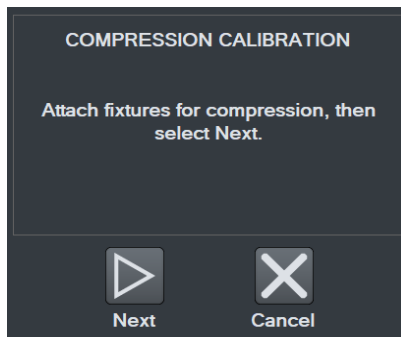 COMPRESSION CALIBRATION
Attach fixtures for compression, then
select Next.
Next
Cancel